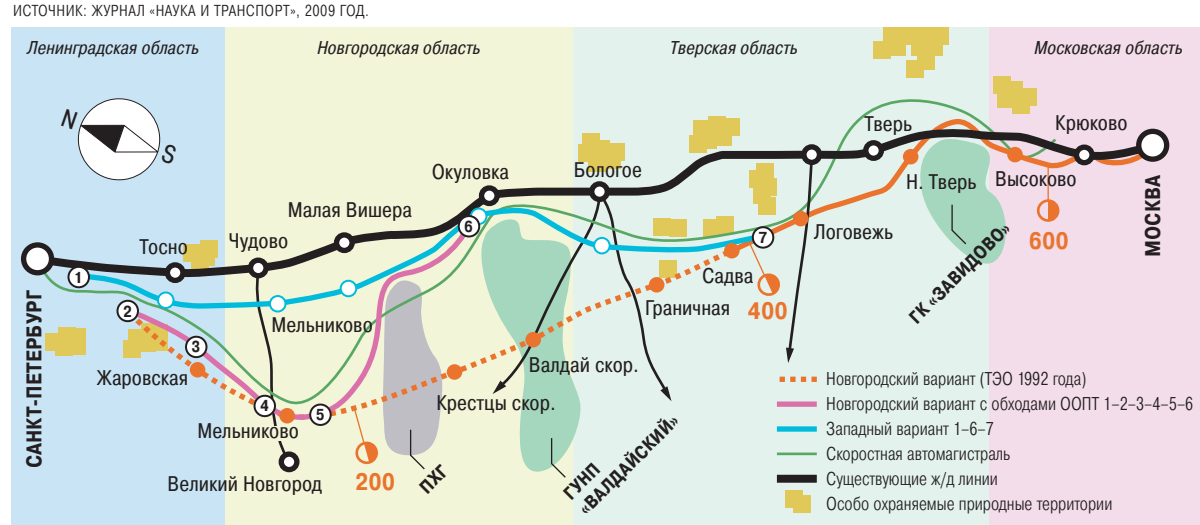 ИСТОЧНИК: ЖУРНАЛ «НАУКА И ТРАНСПОРТ», 2009 ГОД.
Ленинградская область
Новгородская область
Тверская область
Московская область
N
S
САНКТ-ПЕТЕРБУРГ
Тосно
Чудово
Малая Вишера
Окуловка
Бологое
Тверь
Крюково
МОСКВА
1
2
3
4
5
6
7
Мельниково
Жаровская
Мельниково
Великий Новгород
200
ПХГ
Крестцы скор.
Валдай скор.
ГУНП
«ВАЛДАЙСКИЙ»
Граничная
Садва
400
Логовежь
Н. Тверь
Высоково
600
ГК «ЗАВИДОВО»
Новгородский вариант (ТЭО 1992 года)
Новгородский вариант с обходами ООПТ 1–2–3–4–5–6
Западный вариант 1–6–7
Скоростная автомагистраль
Существующие ж/д линии
Особо охраняемые природные территории